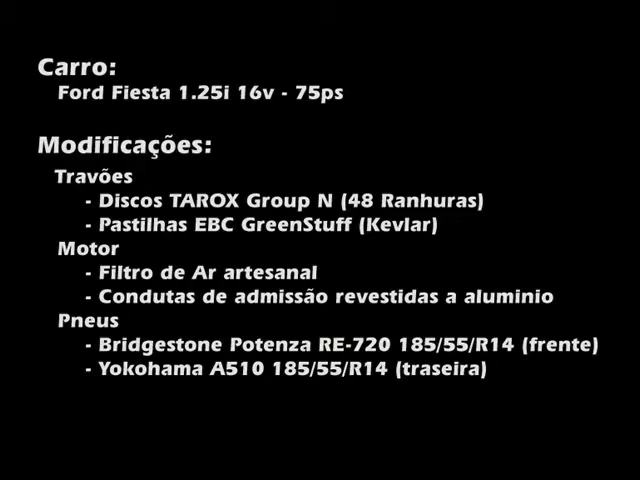 Carro:
Ford Fiesta 1.25i 16v - 75ps
Modificações:
Travões
- Discos TAROX Group N (48 Ranhuras)
- Pastilhas EBC GreenStuff (Kevlar)
Motor
- Filtro de Ar artesanal
- Condutas de admissão revestidas a aluminio
Pneus
- Bridgestone Potenza RE-720 185/55/R14 (frente)
- Yokohama A510 185/55/R14 (traseira)